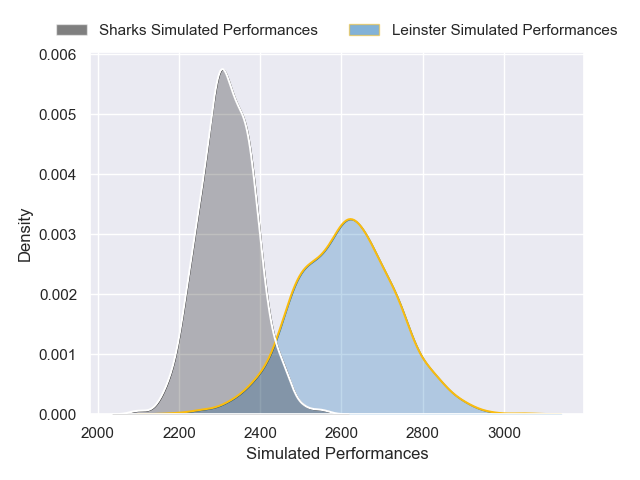 Sharks Simulated Performances Leinster Simulated Performances
0.006
0.005
0.004
0.003
0.002
0.001
0.000
Density
2000 2200 2400 2600 2800 3000
Simulated Performances